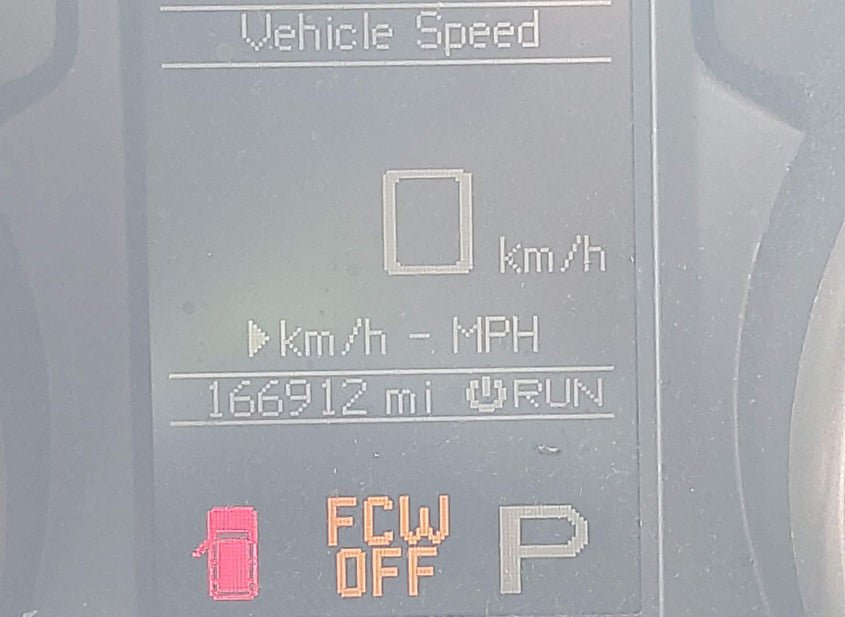 Vehicle Speed
0 km/h
km/h - MPH
166912 mi RUN
FCW
OFF
P